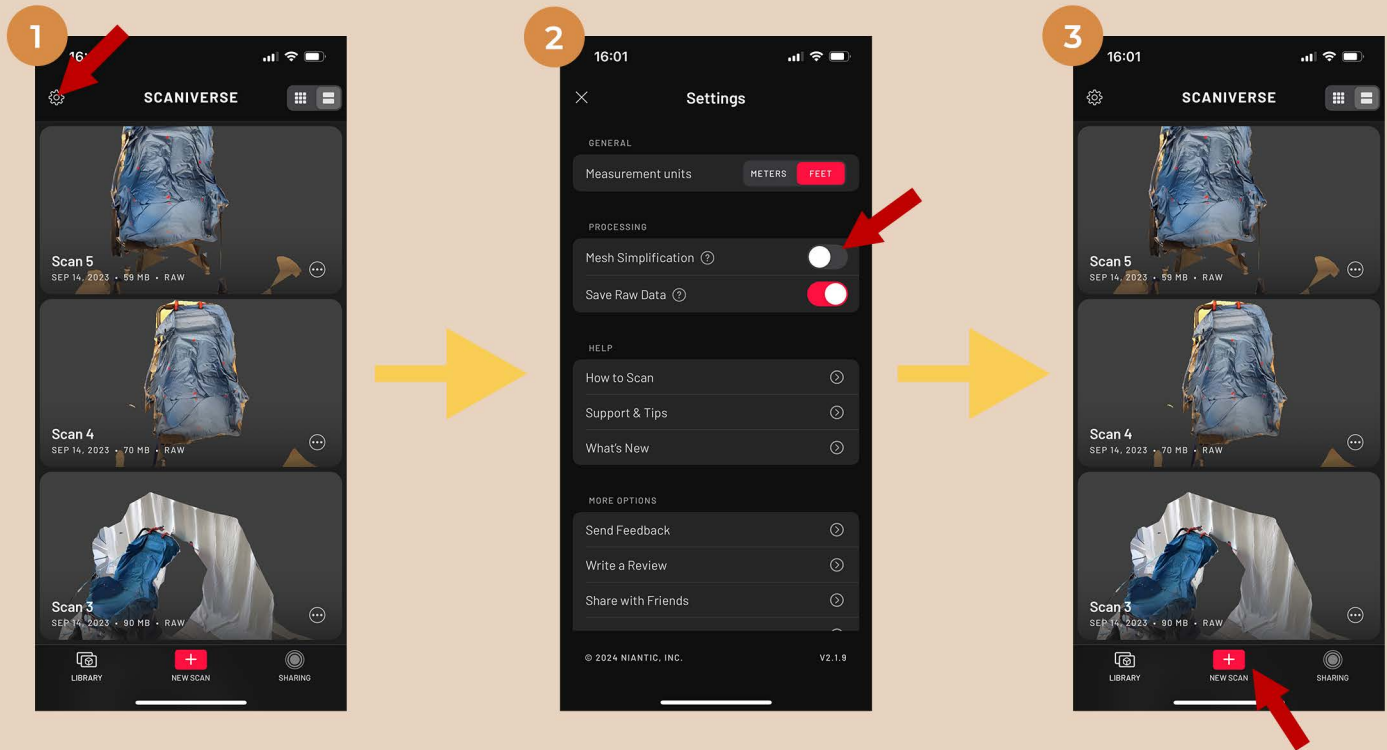 1
16:
SCANIVERSE
Scan 5
SEP 14, 2023 • 59 MB • RAW
Scan 4
SEP 14, 2023 • 70 MB • RAW
Scan 3
SEP 14, 2023 • 90 MB • RAW
LIBRARY
NEW SCAN
SHARING
2
16:01
Settings
GENERAL
Measurement units METERS FEET
PROCESSING
Mesh Simplification ?
Save Raw Data ?
HELP
How to Scan
Support & Tips
What's New
MORE OPTIONS
Send Feedback
Write a Review
Share with Friends
© 2024 NIANTIC, INC. V2.1.9
3
16:01
SCANIVERSE
Scan 5
SEP 14, 2023 • 59 MB • RAW
Scan 4
SEP 14, 2023 • 70 MB • RAW
Scan 3
SEP 14, 2023 • 90 MB • RAW
LIBRARY
NEW SCAN
SHARING